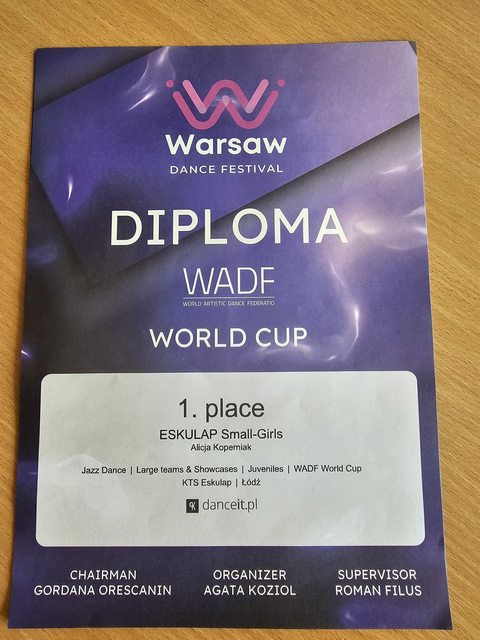 Warsaw
DANCE FESTIVAL
DIPLOMA
WADF
WORLD ARTISTIC DANCE FEDERATIO
WORLD CUP
1. place
ESKULAP Small-Girls
Alicja Koperniak
Jazz Dance | Large teams & Showcases | Juveniles | WADF World Cup
KTS Eskulap | Łódź
danceit.pl
CHAIRMAN
GORDANA ORESCANIN
ORGANIZER
AGATA KOZIOL
SUPERVISOR
ROMAN FILUS